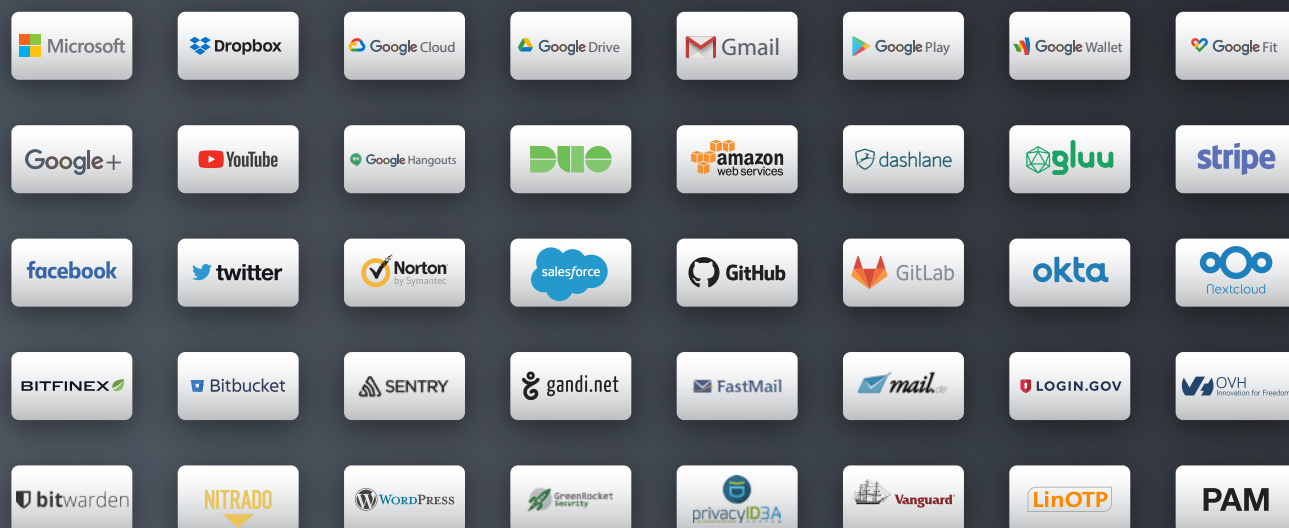 Microsoft
Dropbox
Google Cloud
Google Drive
Gmail
Google Play
Google Wallet
Google Fit
Google+
YouTube
Google Hangouts
DUO
amazon
web services
dashlane
gluu
stripe
facebook
twitter
Norton
by Symantec
salesforce
GitHub
GitLab
okta
Nextcloud
BITFINEX
Bitbucket
SENTRY
gandi.net
FastMail
mail.de
LOGIN.GOV
OVH
Innovation for Freedom
bitwarden
NITRADO
WORDPRESS
GreenRocket
Security
privacyID3A
Vanguard
LinOTP
PAM